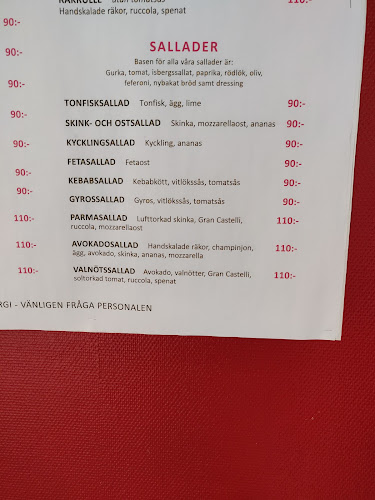 110:-
Handskalade räkor, ruccola, spenat
90:-
SALLADER
Basen för alla våra sallader är:
Gurka, tomat, isbergssallat, paprika, rödlök, oliv,
feferoni, nybakat bröd samt dressing
90:-
90:-
TONFISKSALLAD Tonfisk, ägg, lime 90:-
90:-
SKINK- OCH OSTSALLAD Skinka, mozzarellaost, ananas 90:-
90:-
KYCKLINGSALLAD Kyckling, ananas 90:-
FETASALLAD Fetaost 90:-
90:-
KEBABSALLAD Kebabkött, vitlökssås, tomatsås 90:-
90:-
GYROSSALLAD Gyros, vitlökssås, tomatsås 90:-
110:-
PARMASALLAD Lufttorkad skinka, Gran Castelli, 110:-
ruccola, mozzarellaost
110:-
AVOKADOSALLAD Handskalade räkor, champinjon, 110:-
ägg, avokado, skinka, ananas, mozzarella
110:-
VALNÖTSSALLAD Avokado, valnötter, Gran Castelli, 110:-
soltorkad tomat, ruccola, spenat
RGI - VÄNLIGEN FRÅGA PERSONALEN